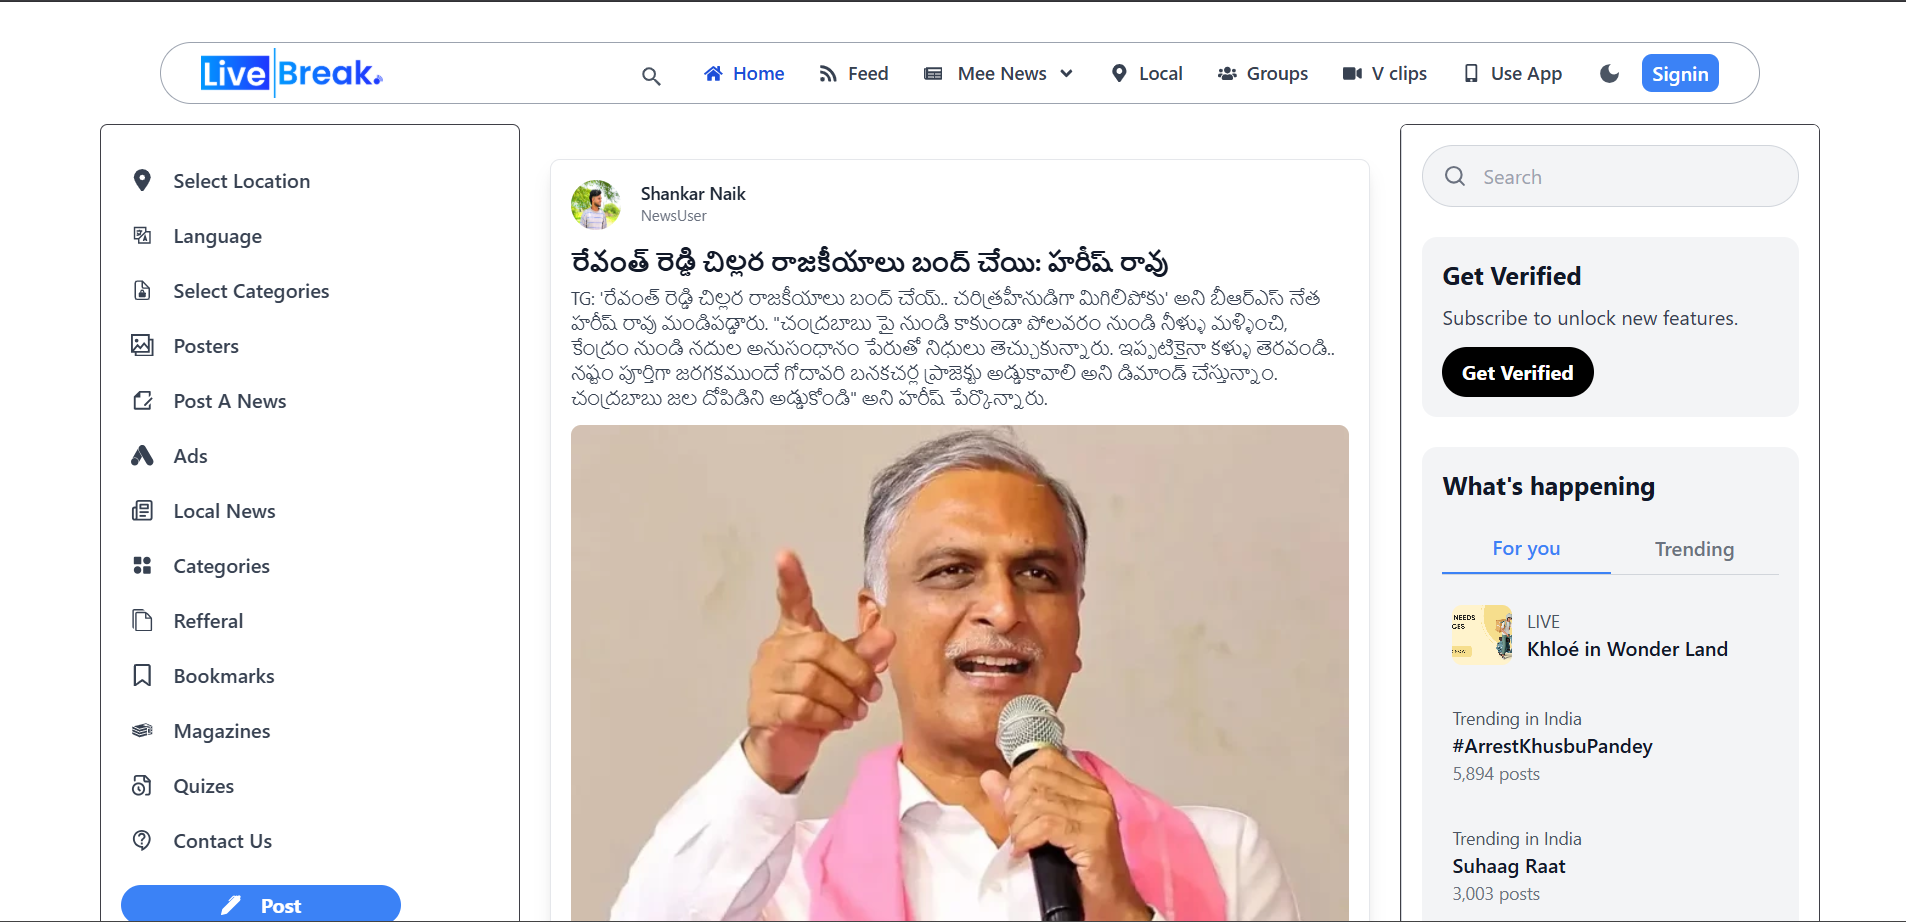 Live Break.
Home
Feed
Mee News
Local
Groups
V clips
Use App
Signin
Select Location
Language
Select Categories
Posters
Post A News
Ads
Local News
Categories
Refferal
Bookmarks
Magazines
Quizes
Contact Us
Post
Shankar Naik
NewsUser
రేవంత్ రెడ్డి చిల్లర రాజకీయాలు బంద్ చేయి: హరీష్ రావు
TG: 'రేవంత్ రెడ్డి చిల్లర రాజకీయాలు బంద్ చేయ్.. చరిత్రహీనుడిగా మిగిలిపోకు' అని బీఆర్ఎస్ నేత
హరీష్ రావు మండిపడ్డారు. "చంద్రబాబు పై నుండి కాకుండా పోలవరం నుండి నీళ్ళు మళ్ళించి,
కేంద్రం నుండి నదుల అనుసంధానం పేరుతో నిధులు తెచ్చుకున్నారు. ఇప్పటికైనా కళ్ళు తెరవండి..
నష్టం పూర్తిగా జరగకముందే గోదావరి బనకచర్ల ప్రాజెక్టు అడ్డుకావాలి అని డిమాండ్ చేస్తున్నాం.
చంద్రబాబు జల దోపిడిని అడ్డుకోండి" అని హరీష్ పేర్కొన్నారు.
Search
Get Verified
Subscribe to unlock new features.
Get Verified
What's happening
For you
Trending
NEEDS
LIVE
Khloé in Wonder Land
Trending in India
#ArrestKhusbuPandey
5,894 posts
Trending in India
Suhaag Raat
3,003 posts